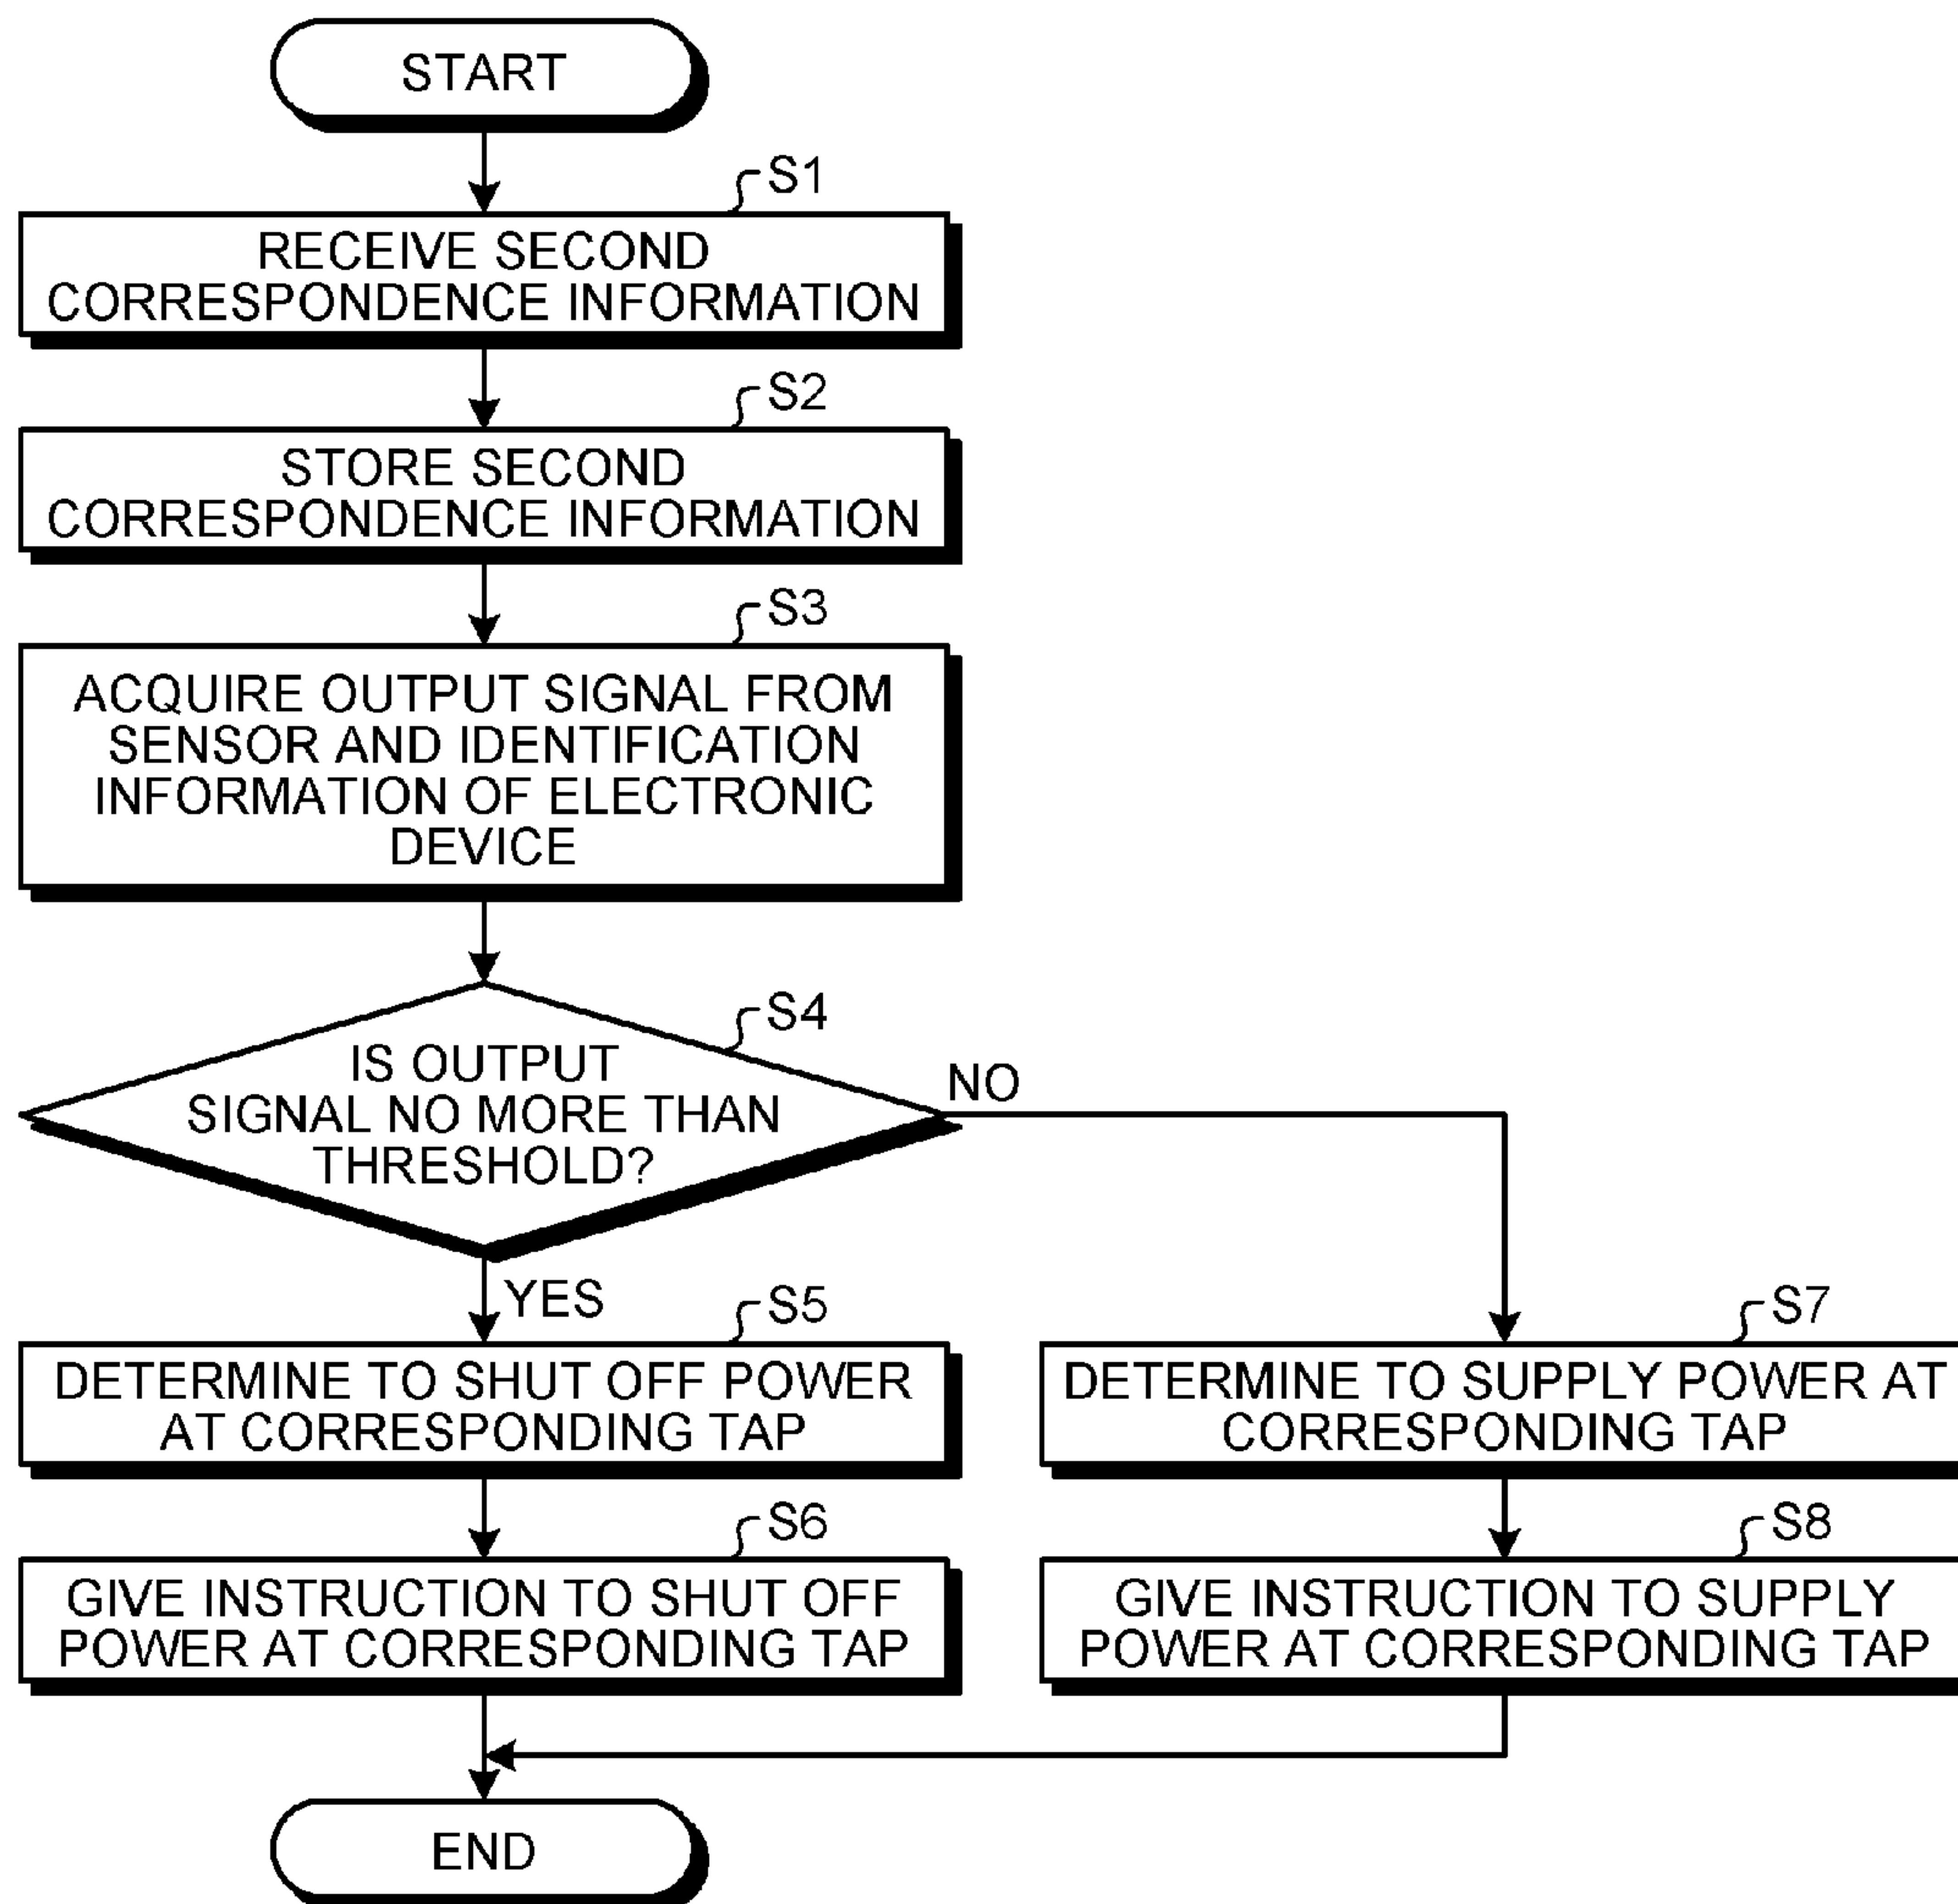 START
S1
RECEIVE SECOND
CORRESPONDENCE INFORMATION
S2
STORE SECOND
CORRESPONDENCE INFORMATION
S3
ACQUIRE OUTPUT SIGNAL FROM
SENSOR AND IDENTIFICATION
INFORMATION OF ELECTRONIC
DEVICE
S4
IS OUTPUT
SIGNAL NO MORE THAN
THRESHOLD?
NO
YES
S5
DETERMINE TO SHUT OFF POWER
AT CORRESPONDING TAP
S6
GIVE INSTRUCTION TO SHUT OFF
POWER AT CORRESPONDING TAP
S7
DETERMINE TO SUPPLY POWER AT
CORRESPONDING TAP
S8
GIVE INSTRUCTION TO SUPPLY
POWER AT CORRESPONDING TAP
END